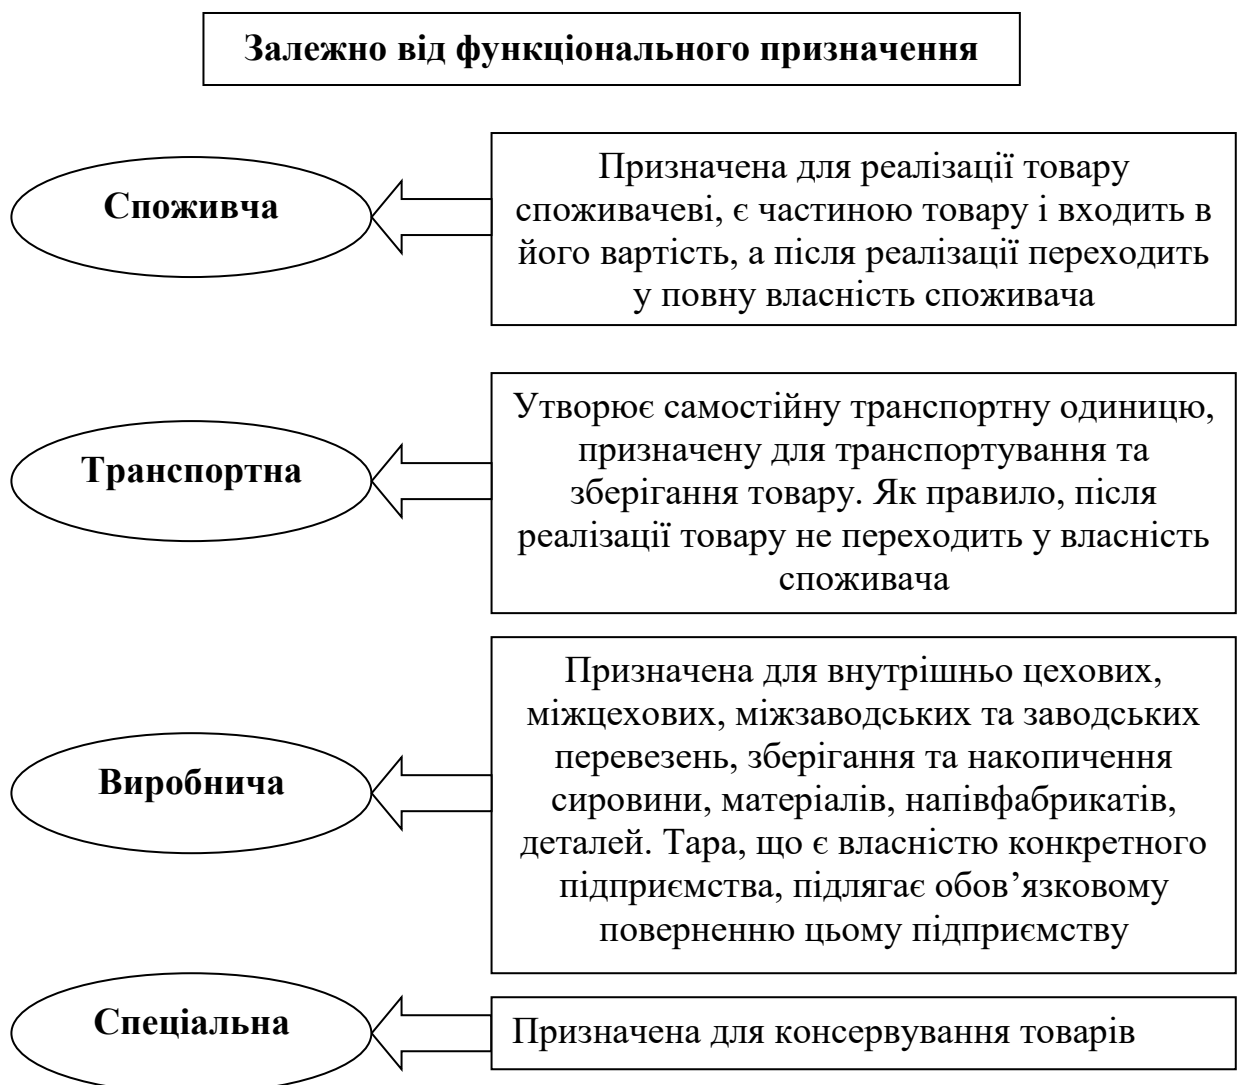 Залежно від функціонального призначення
Споживча
Призначена для реалізації товару
споживачеві, є частиною товару і входить в
його вартість, а після реалізації переходить
у повну власність споживача
Транспортна
Утворює самостійну транспортну одиницю,
призначену для транспортування та
зберігання товару. Як правило, після
реалізації товару не переходить у власність
споживача
Виробнича
Призначена для внутрішньо цехових,
міжцехових, міжзаводських та заводських
перевезень, зберігання та накопичення
сировини, матеріалів, напівфабрикатів,
деталей. Тара, що є власністю конкретного
підприємства, підлягає обов’язковому
поверненню цьому підприємству
Спеціальна
Призначена для консервування товарів